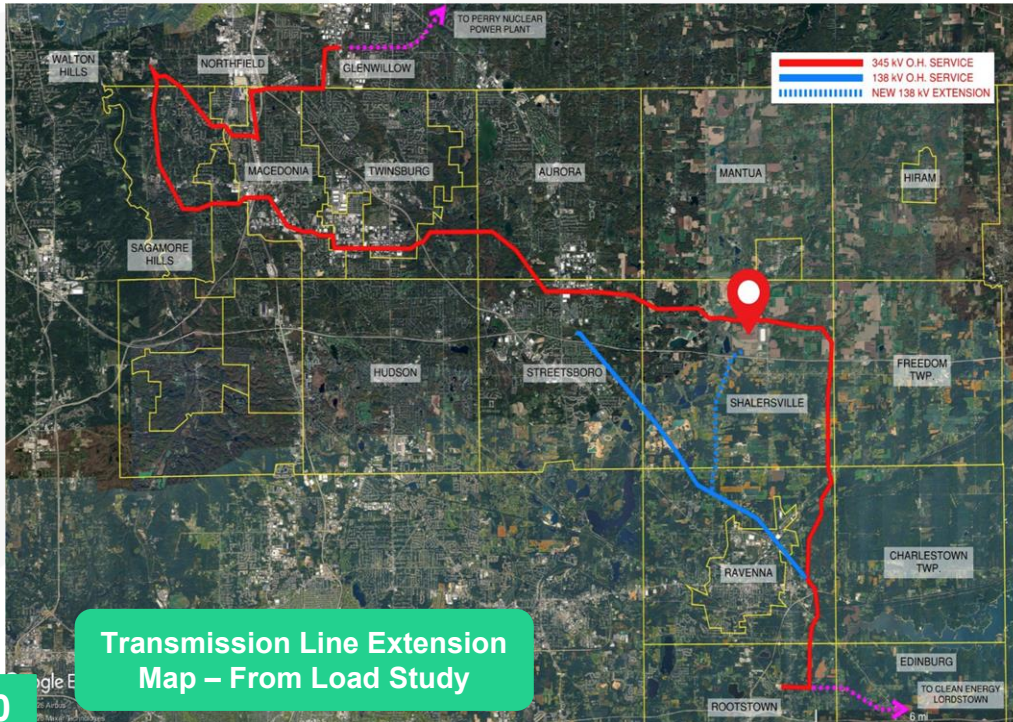 TO PERRY NUCLEAR
POWER PLANT
WALTON
HILLS
NORTHFIELD
GLENWILLOW
345 kV O.H. SERVICE
138 kV O.H. SERVICE
NEW 138 kV EXTENSION
MACEDONIA
TWINSBURG
AURORA
MANTUA
HIRAM
SAGAMORE
HILLS
HUDSON
STREETSBORO
FREEDOM
TWP.
SHALERSVILLE
RAVENNA
CHARLESTOWN
TWP.
Transmission Line Extension
Map – From Load Study
EDINBURG
ROOTSTOWN
TO CLEAN ENERGY
LORDSTOWN
6 mi
ogle E
0